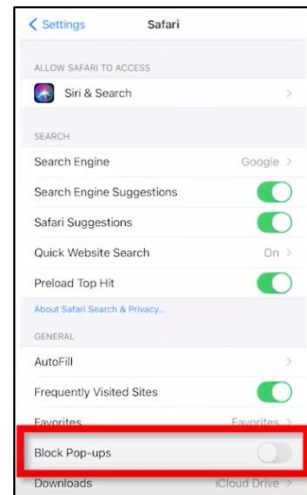 Settings
Safari
ALLOW SAFARI TO ACCESS
Siri & Search
SEARCH
Search Engine Google
Search Engine Suggestions
Safari Suggestions
Quick Website Search On
Preload Top Hit
About Safari Search & Privacy...
GENERAL
AutoFill
Frequently Visited Sites
Favorites Favorites
Block Pop-ups
Downloads iCloud Drive